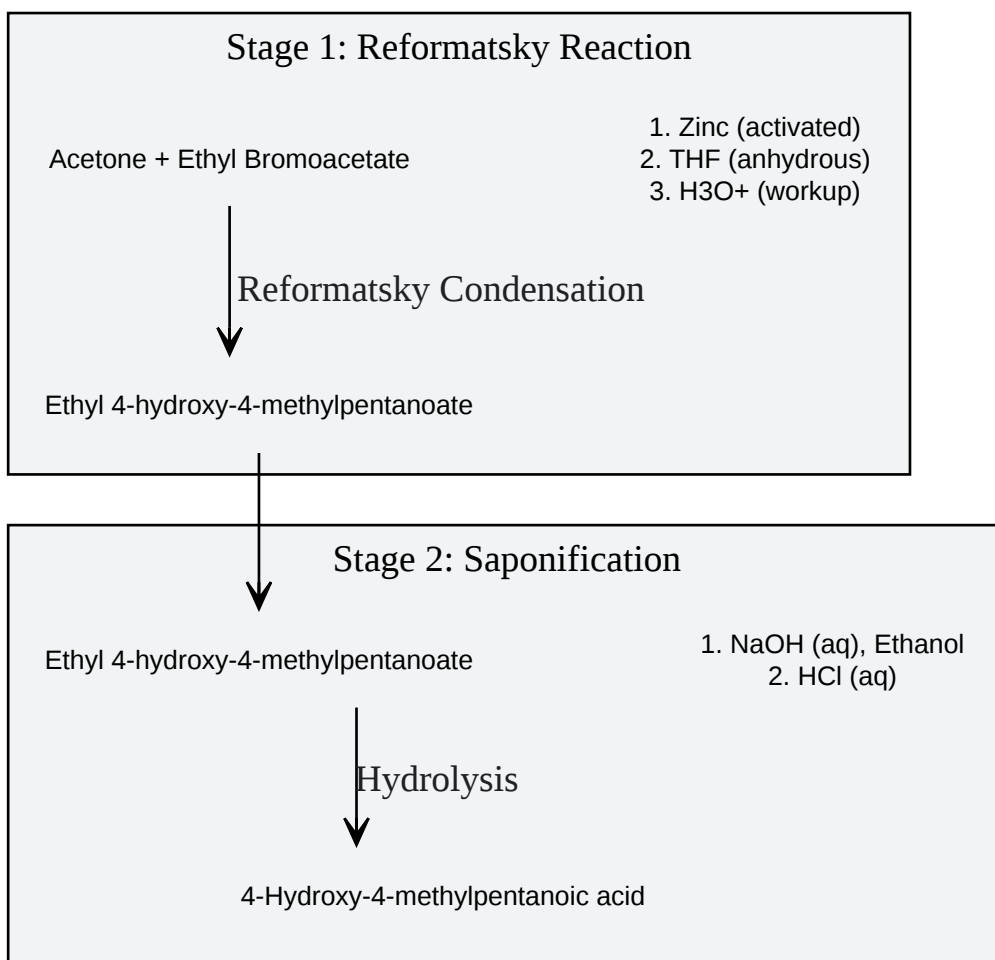 Stage 1: Reformatsky Reaction
Acetone + Ethyl Bromoacetate
1. Zinc (activated)
2. THF (anhydrous)
3. H3O+ (workup)
Reformatsky Condensation
Ethyl 4-hydroxy-4-methylpentanoate
Stage 2: Saponification
Ethyl 4-hydroxy-4-methylpentanoate
1. NaOH (aq), Ethanol
2. HCl (aq)
Hydrolysis
4-Hydroxy-4-methylpentanoic acid